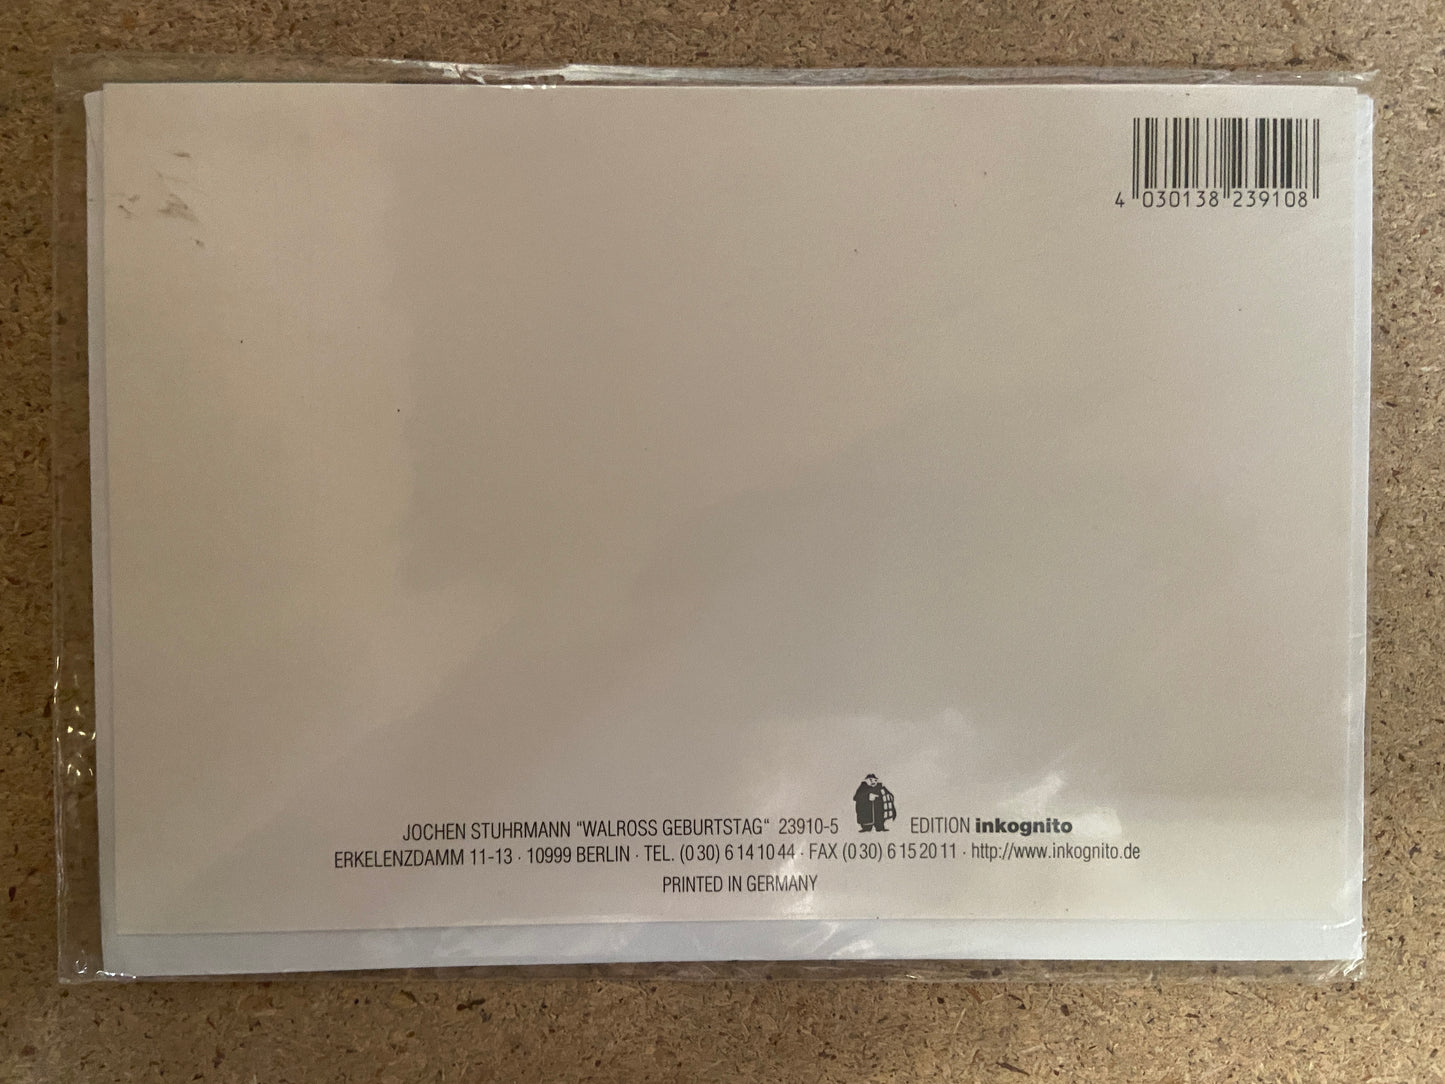 4 030138 239108
JOCHEN STUHRMANN "WALROSS GEBURTSTAG" 23910-5 EDITION inkognito
ERKELENZDAMM 11-13 · 10999 BERLIN · TEL. (0 30) 6 14 10 44 · FAX (0 30) 6 15 20 11 · http://www.inkognito.de
PRINTED IN GERMANY